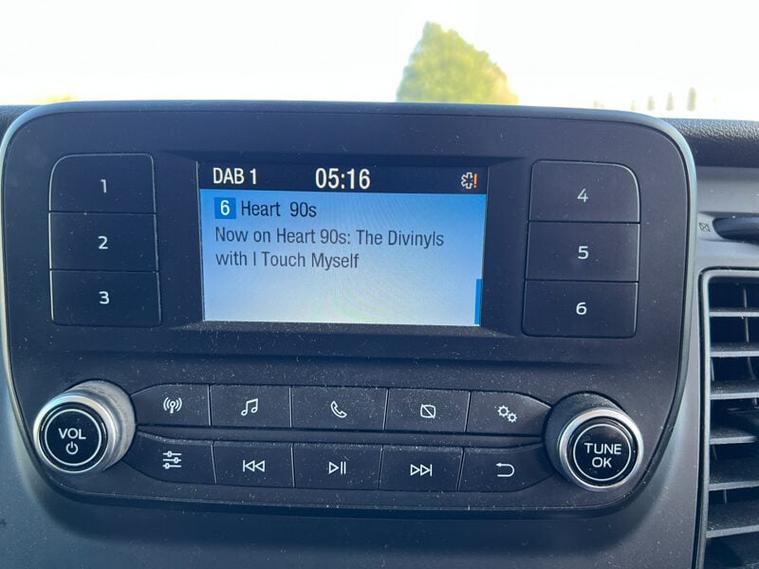 DAB 1 05:16
6 Heart 90s
Now on Heart 90s: The Divinyls
with I Touch Myself
1
2
3
4
5
6
VOL
TUNE
OK